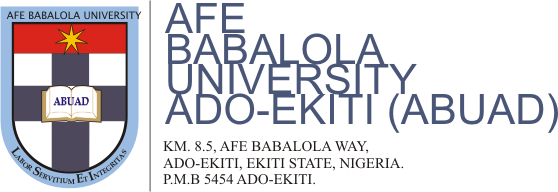 AFE BABALOLA UNIVERSITY
ABUAD
LABOR SERVITIUM ET INTEGRITAS
AFE
BABALOLA
UNIVERSITY
ADO-EKITI (ABUAD)
KM. 8.5, AFE BABALOLA WAY,
ADO-EKITI, EKITI STATE, NIGERIA.
P.M.B 5454 ADO-EKITI.